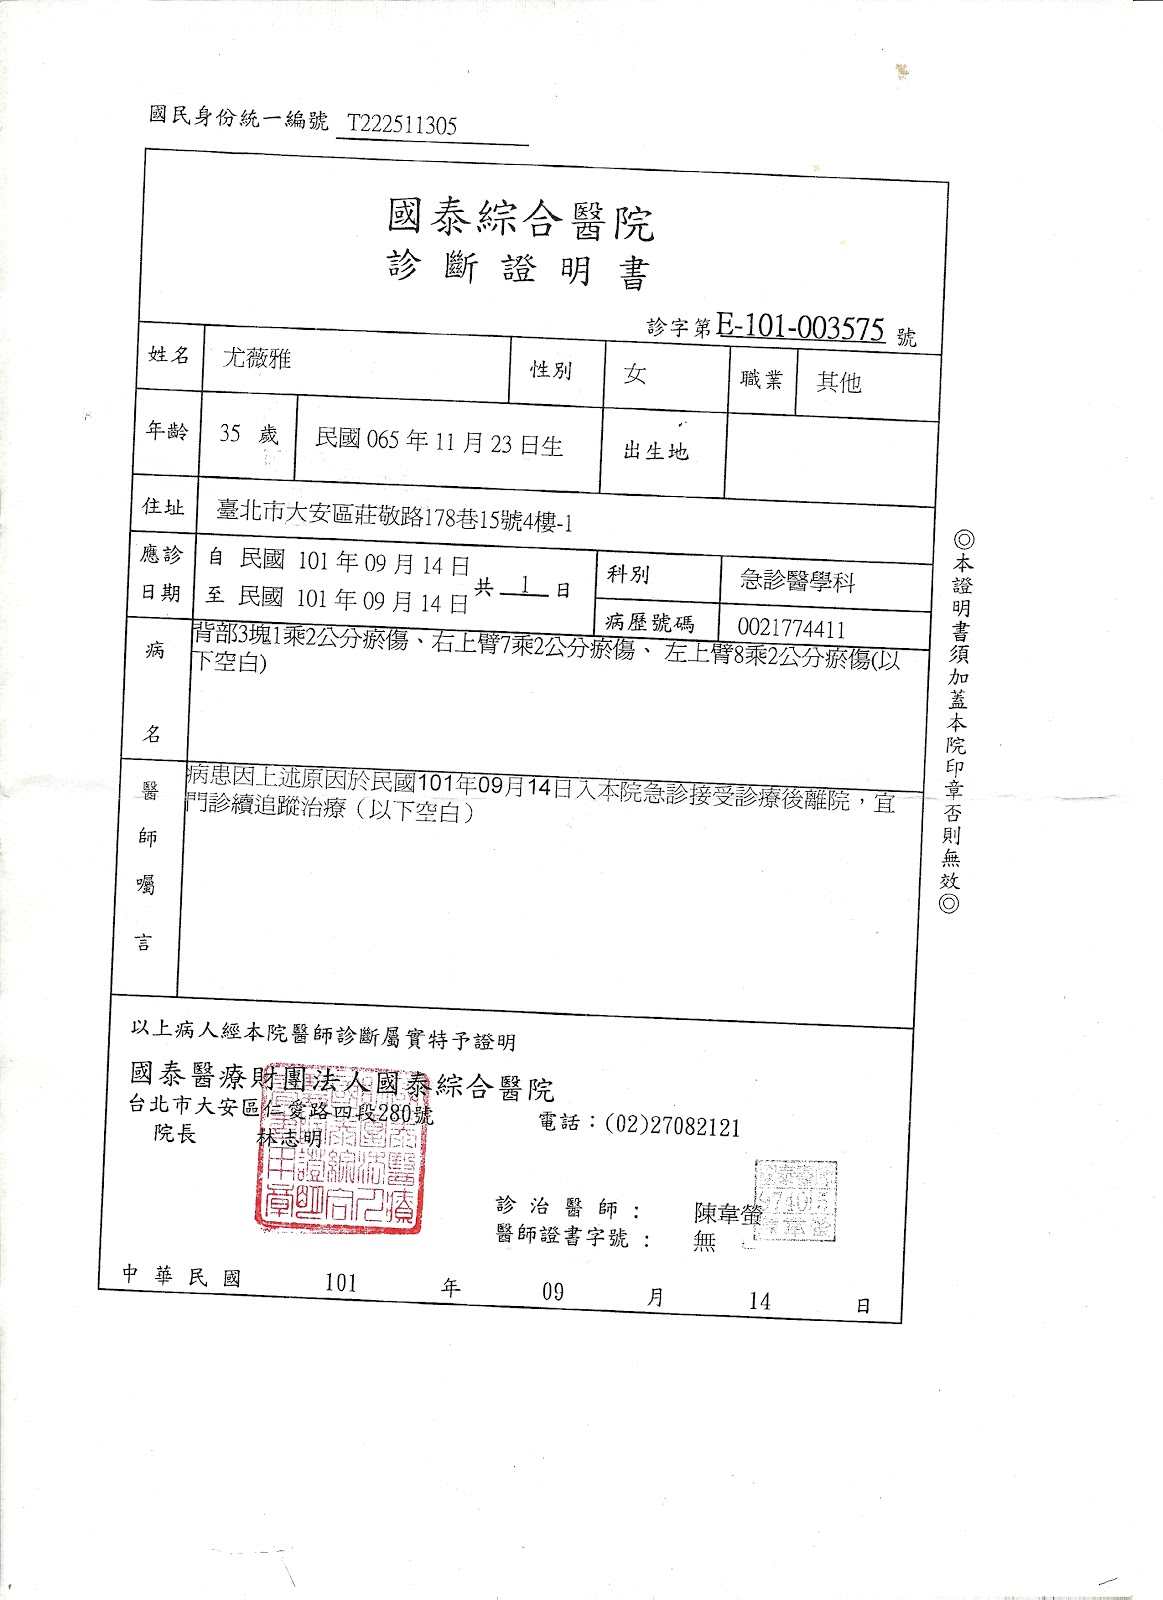 國民身份統一編號 T222511305
國泰綜合醫院
診斷證明書
診字第E-101-003575號
姓名 尤薇雅 性別 女 職業 其他
年齡 35 歲 民國 065 年 11 月 23 日生 出生地
住址 臺北市大安區莊敬路178巷15號4樓-1
應診日期 自 民國 101 年 09 月 14 日 至 民國 101 年 09 月 14 日 共 1 日
科別 急診醫學科
病歷號碼 0021774411
病名
背部3塊1乘2公分瘀傷、右上臂7乘2公分瘀傷、 左上臂8乘2公分瘀傷(以
下空白)
醫師囑言
病患因上述原因於民國101年09月14日入本院急診接受診療後離院，宜
門診續追蹤治療（以下空白）
以上病人經本院醫師診斷屬實特予證明
國泰醫療財團法人國泰綜合醫院
台北市大安區仁愛路四段280號
電話：(02)27082121
院長 林志明
診治醫師： 陳韋螢
醫師證書字號： 無
中華民國 101 年 09 月 14 日
◎本證明書須加蓋本院印章否則無效◎